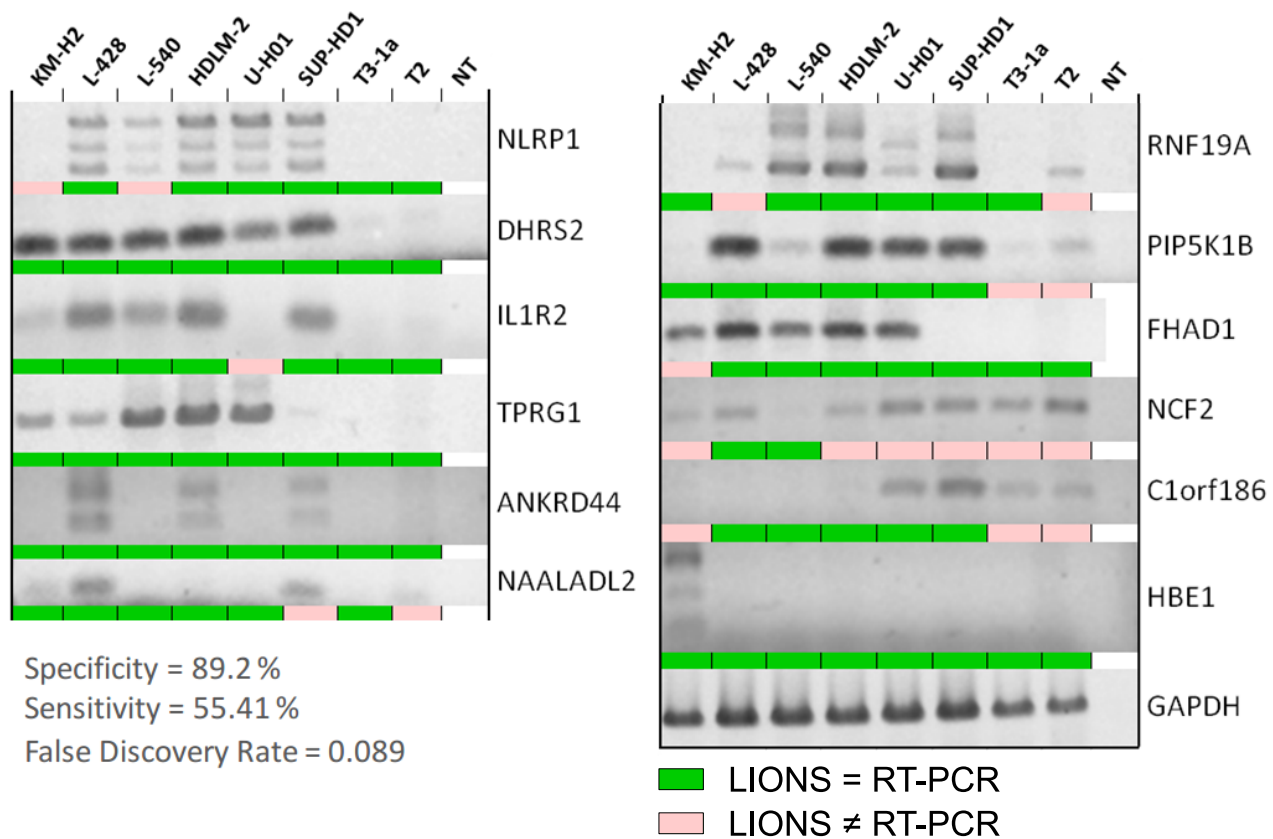 KM-H2 L-428 L-540 HDLM-2 U-H01 SUP-HD1 T3-1a T2 NT
NLRP1
DHRS2
IL1R2
TPRG1
ANKRD44
NAALADL2
Specificity = 89.2 %
Sensitivity = 55.41 %
False Discovery Rate = 0.089
KM-H2 L-428 L-540 HDLM-2 U-H01 SUP-HD1 T3-1a T2 NT
RNF19A
PIP5K1B
FHAD1
NCF2
C1orf186
HBE1
GAPDH
LIONS = RT-PCR
LIONS ≠ RT-PCR